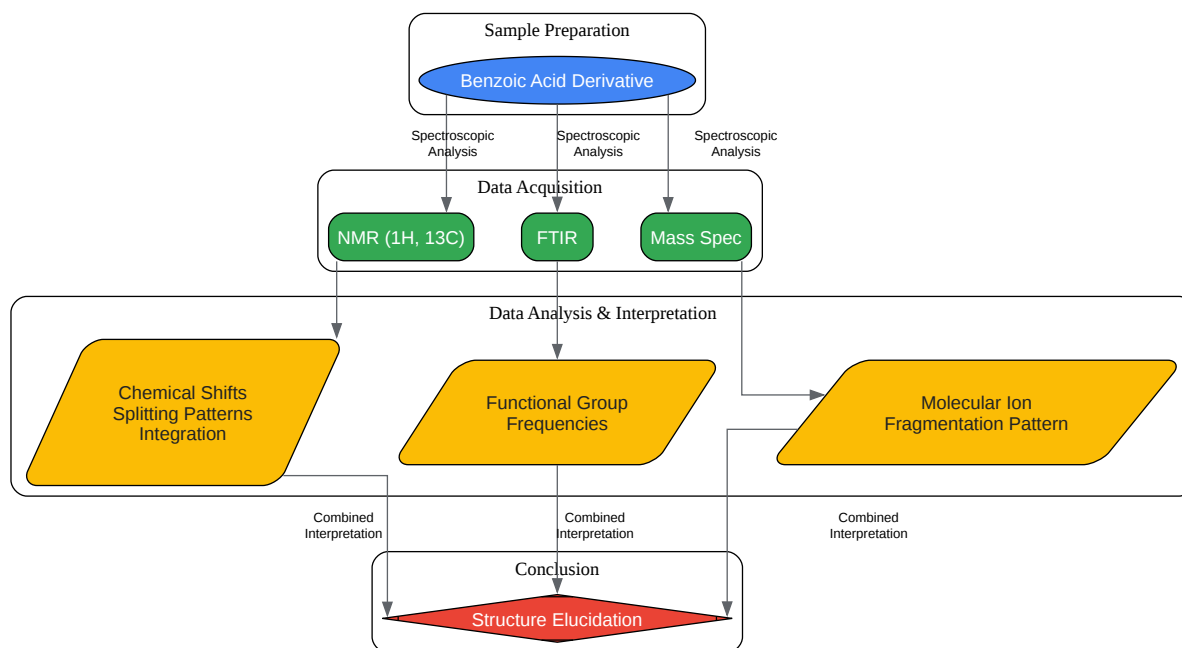 Sample Preparation
Benzoic Acid Derivative
Spectroscopic
Analysis
Spectroscopic
Analysis
Spectroscopic
Analysis
Data Acquisition
NMR (1H, 13C)
FTIR
Mass Spec
Data Analysis & Interpretation
Chemical Shifts
Splitting Patterns
Integration
Functional Group
Frequencies
Molecular Ion
Fragmentation Pattern
Combined
Interpretation
Combined
Interpretation
Combined
Interpretation
Conclusion
Structure Elucidation